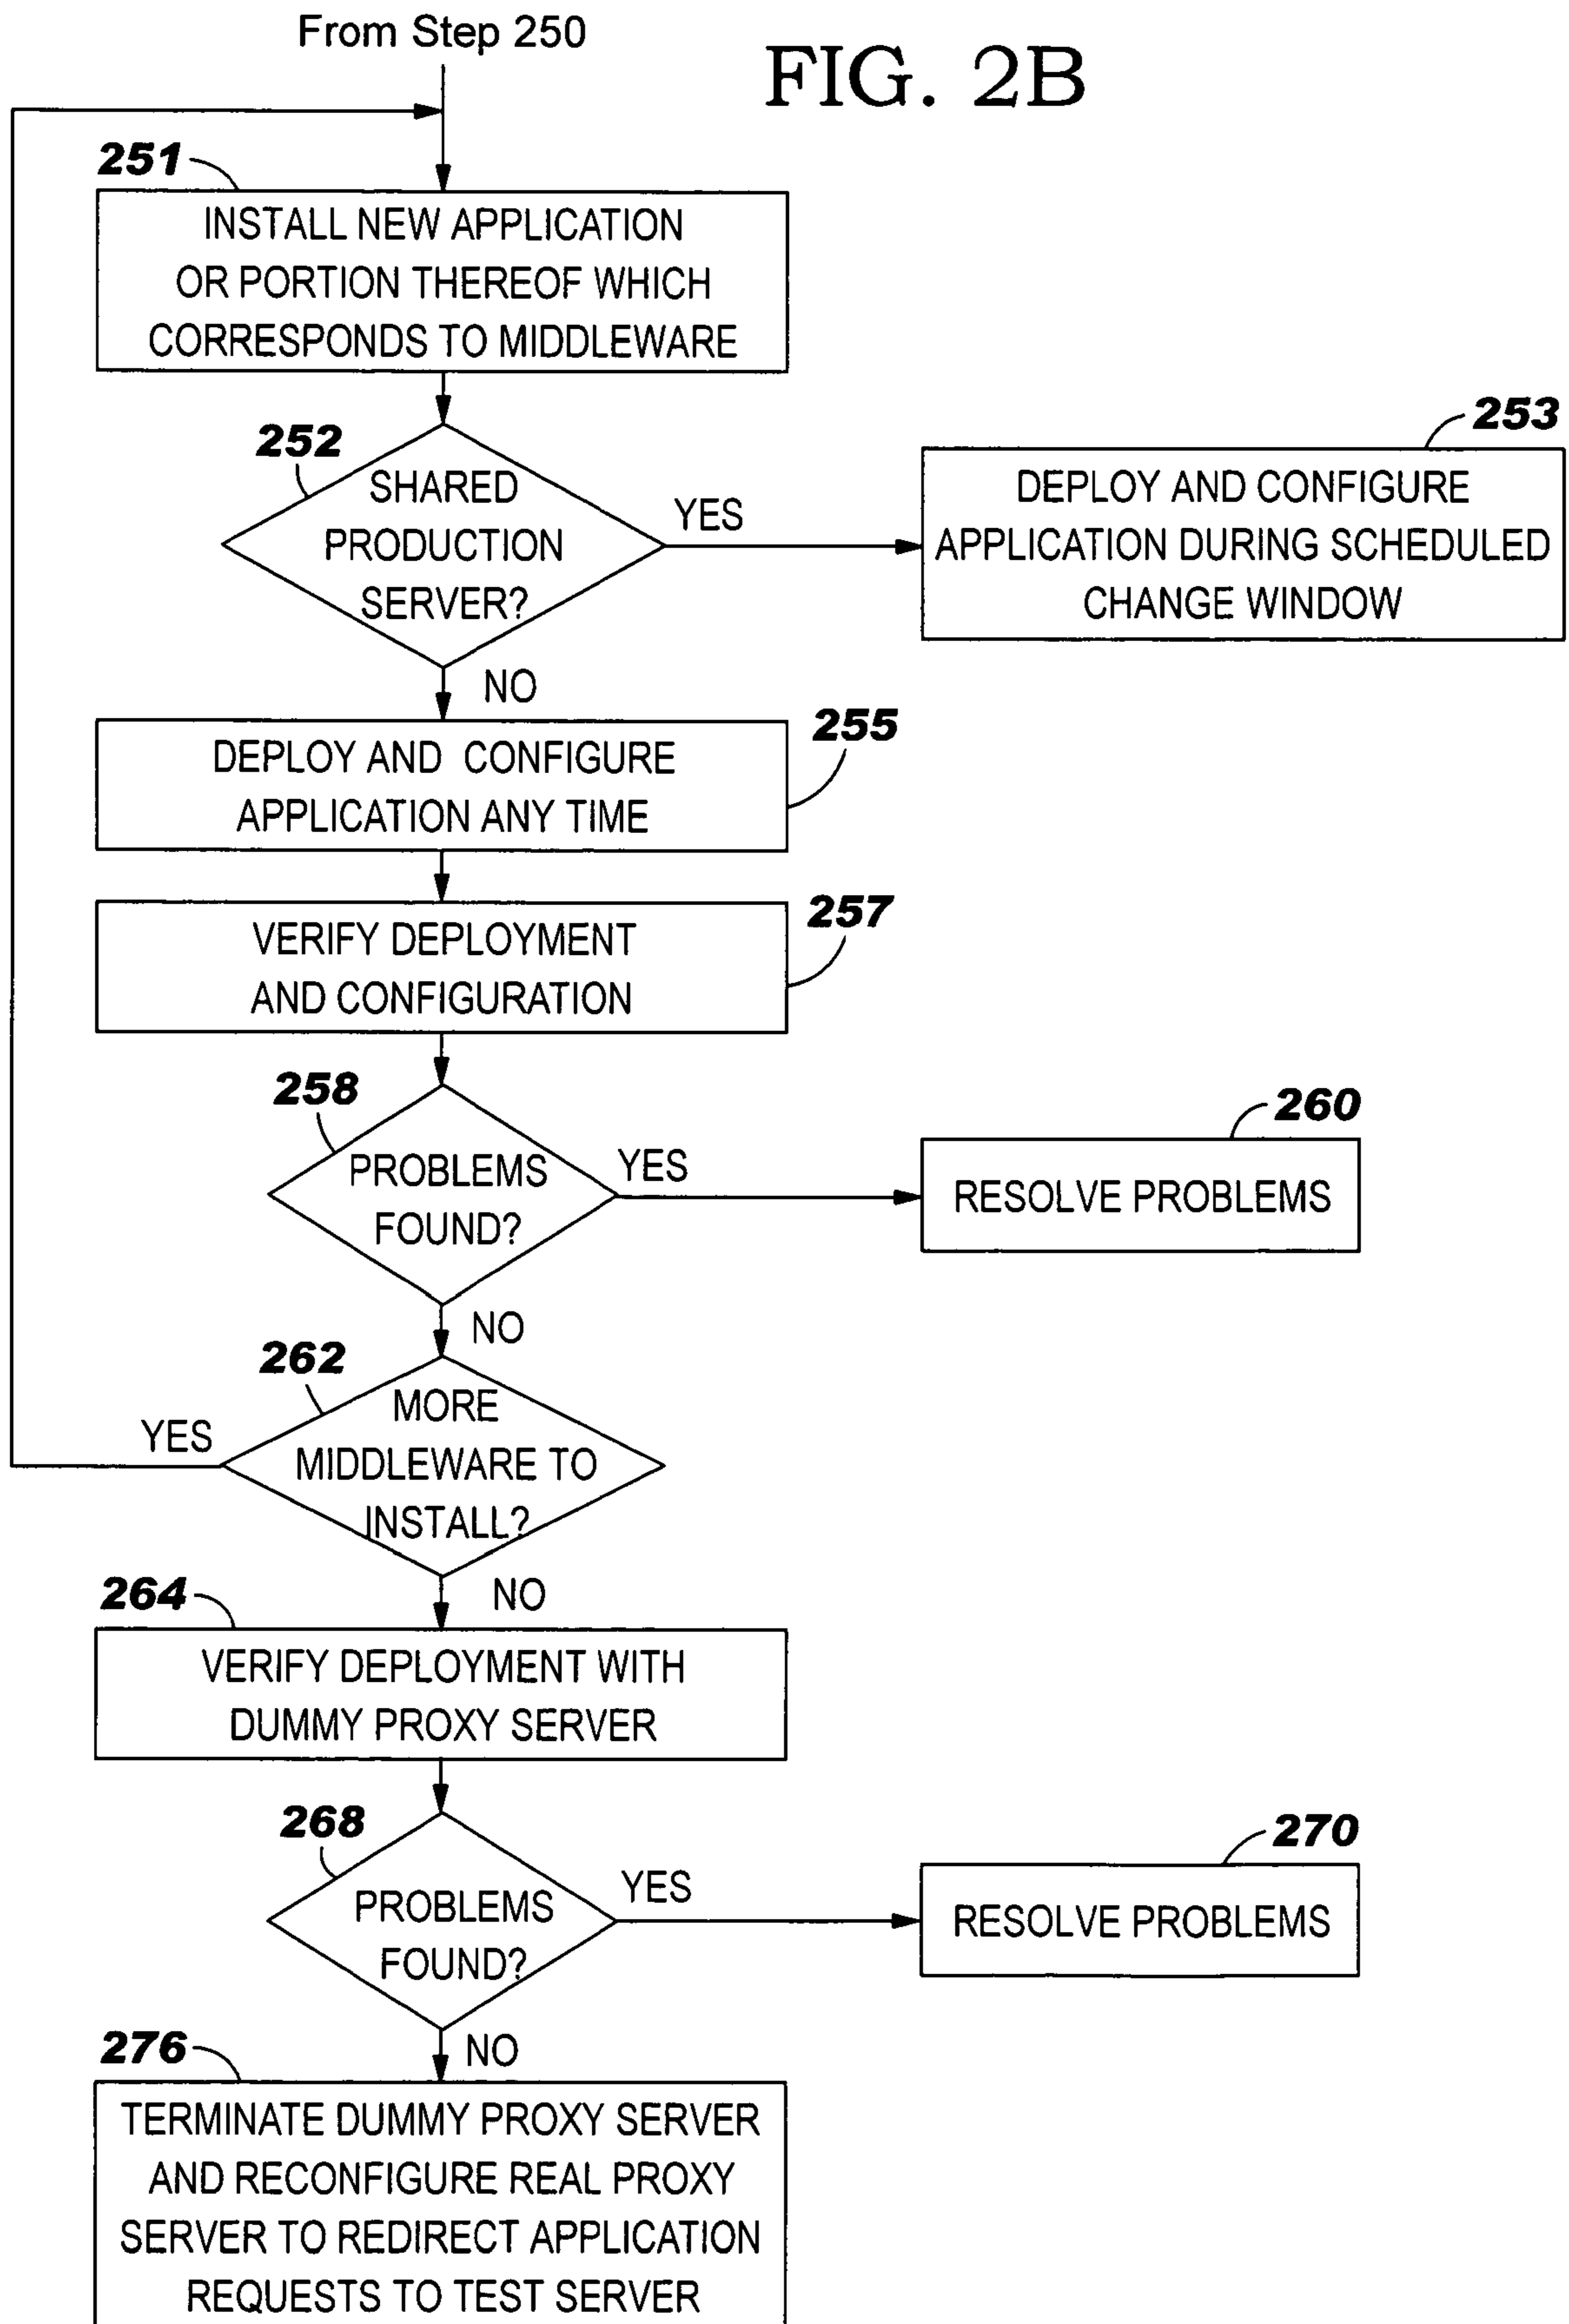 From Step 250
FIG. 2B
251
INSTALL NEW APPLICATION
OR PORTION THEREOF WHICH
CORRESPONDS TO MIDDLEWARE
252
SHARED
PRODUCTION
SERVER?
YES
253
DEPLOY AND CONFIGURE
APPLICATION DURING SCHEDULED
CHANGE WINDOW
NO
255
DEPLOY AND CONFIGURE
APPLICATION ANY TIME
257
VERIFY DEPLOYMENT
AND CONFIGURATION
258
PROBLEMS
FOUND?
YES
260
RESOLVE PROBLEMS
NO
262
MORE
MIDDLEWARE TO
INSTALL?
YES
NO
264
VERIFY DEPLOYMENT WITH
DUMMY PROXY SERVER
268
PROBLEMS
FOUND?
YES
270
RESOLVE PROBLEMS
NO
276
TERMINATE DUMMY PROXY SERVER
AND RECONFIGURE REAL PROXY
SERVER TO REDIRECT APPLICATION
REQUESTS TO TEST SERVER